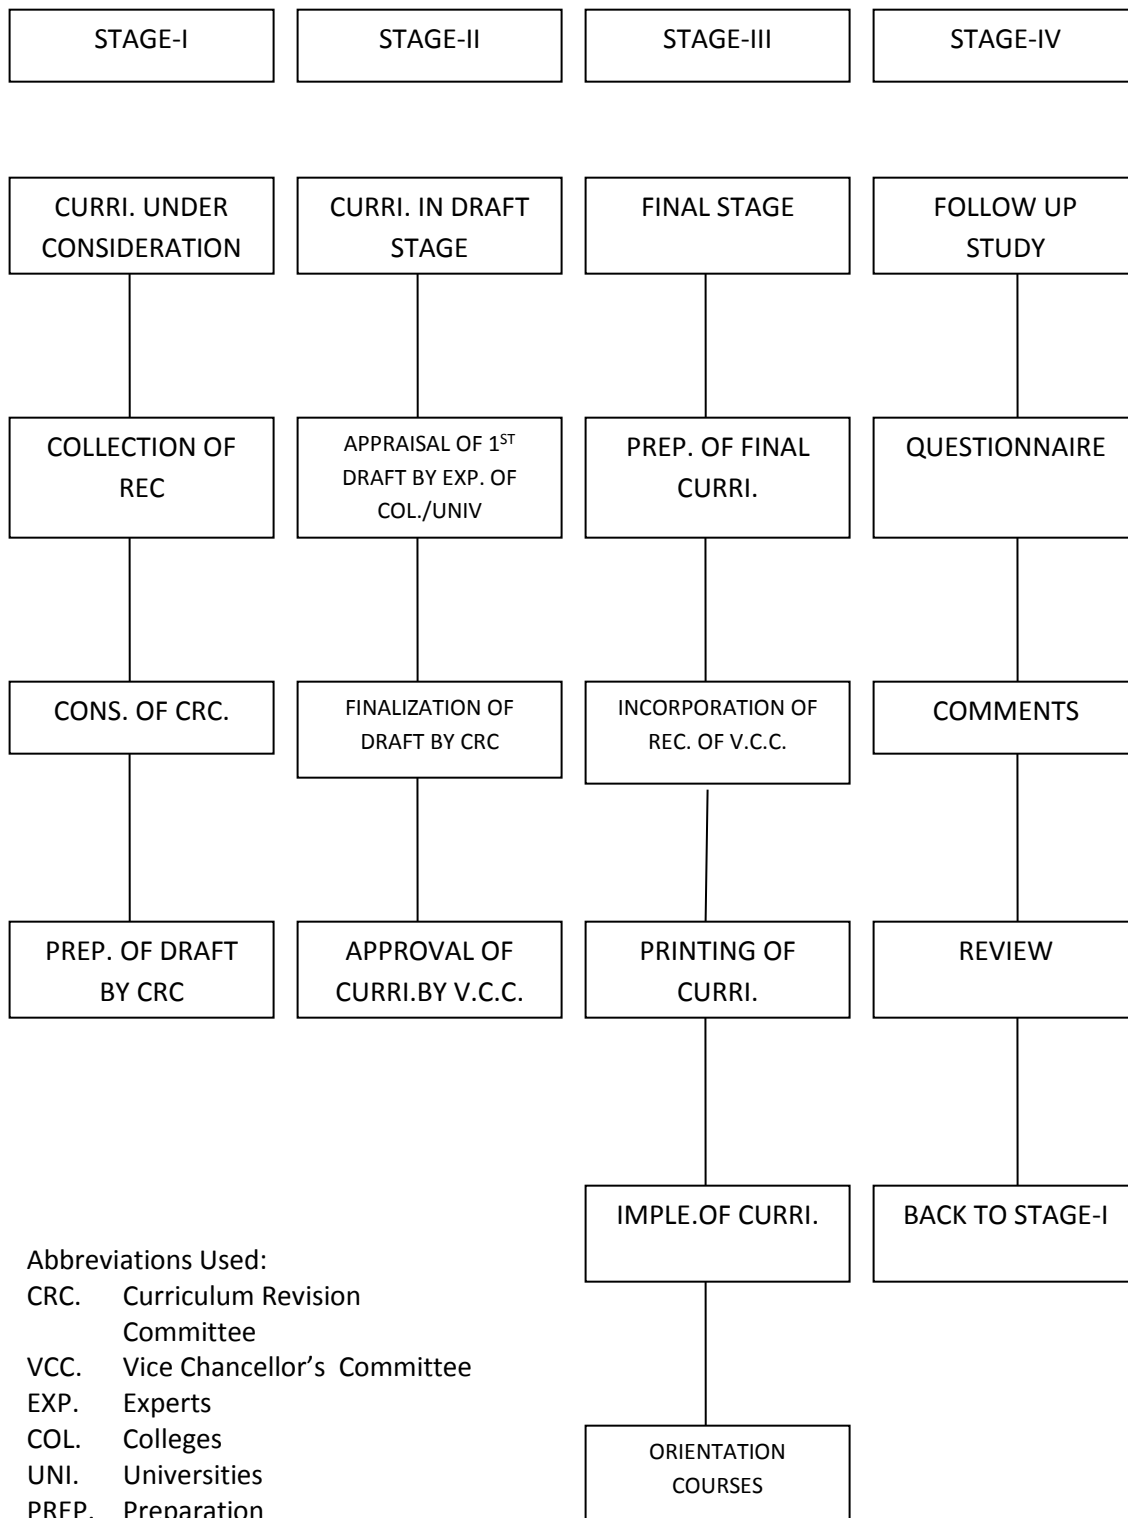 STAGE-I
STAGE-II
STAGE-III
STAGE-IV
CURRI. UNDER
CONSIDERATION
CURRI. IN DRAFT
STAGE
FINAL STAGE
FOLLOW UP
STUDY
COLLECTION OF
REC
APPRAISAL OF 1ST
DRAFT BY EXP. OF
COL./UNIV
PREP. OF FINAL
CURRI.
QUESTIONNAIRE
CONS. OF CRC.
FINALIZATION OF
DRAFT BY CRC
INCORPORATION OF
REC. OF V.C.C.
COMMENTS
PREP. OF DRAFT
BY CRC
APPROVAL OF
CURRI.BY V.C.C.
PRINTING OF
CURRI.
REVIEW
IMPLE.OF CURRI.
BACK TO STAGE-I
ORIENTATION
COURSES
Abbreviations Used:
CRC. Curriculum Revision
Committee
VCC. Vice Chancellor’s  Committee
EXP. Experts
COL. Colleges
UNI. Universities
PREP. Preparation